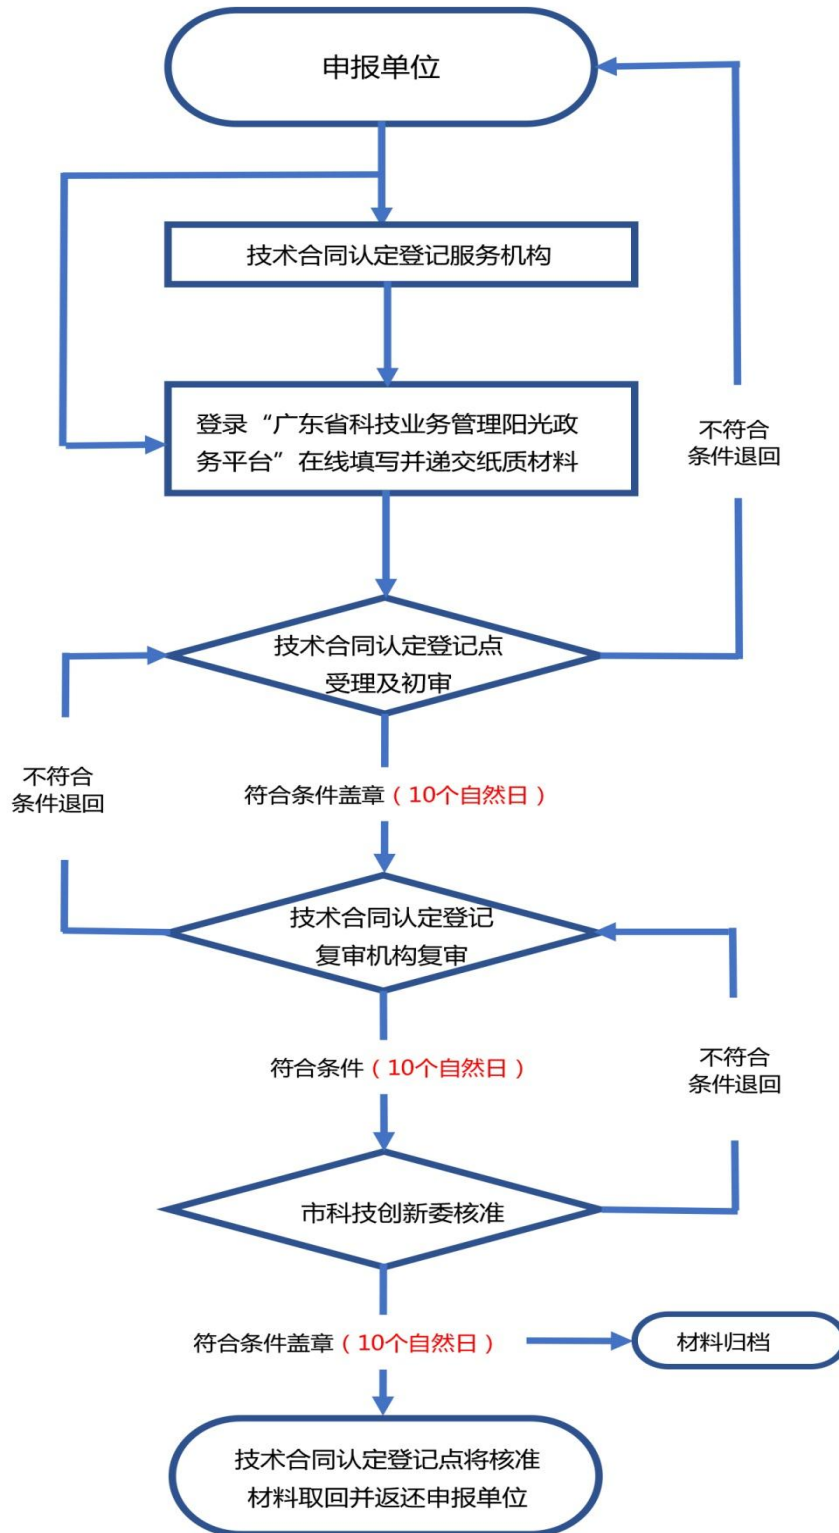 申报单位
技术合同认定登记服务机构
登录“广东省科技业务管理阳光政
务平台”在线填写并递交纸质材料
不符合
条件退回
技术合同认定登记点
受理及初审
不符合
条件退回
符合条件盖章（10个自然日）
技术合同认定登记
复审机构复审
符合条件（10个自然日）
不符合
条件退回
市科技创新委核准
符合条件盖章（10个自然日）
材料归档
技术合同认定登记点将核准
材料取回并返还申报单位